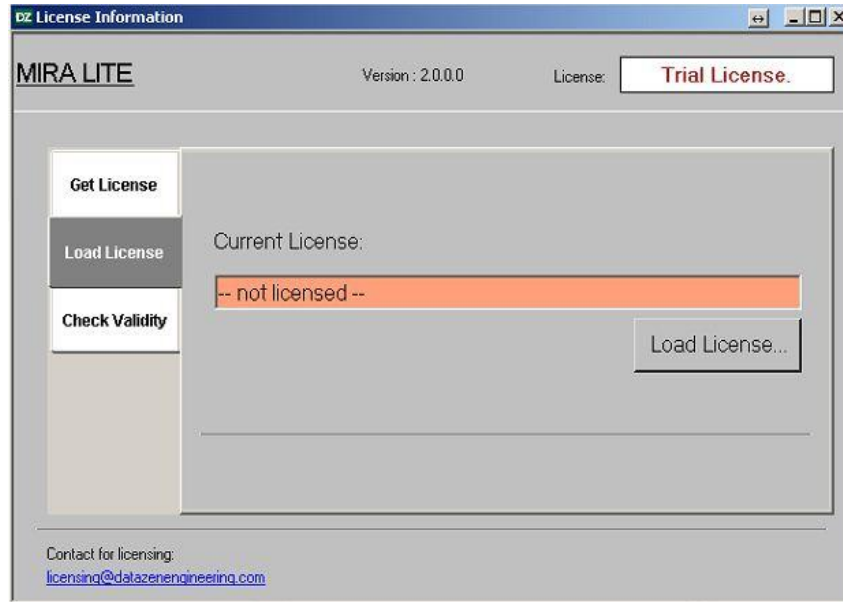 DZ License Information
MIRA LITE
Version : 2.0.0.0
License:
Trial License.
Get License
Load License
Check Validity
Current License:
-- not licensed --
Load License...
Contact for licensing:
licensing@datazenengineering.com